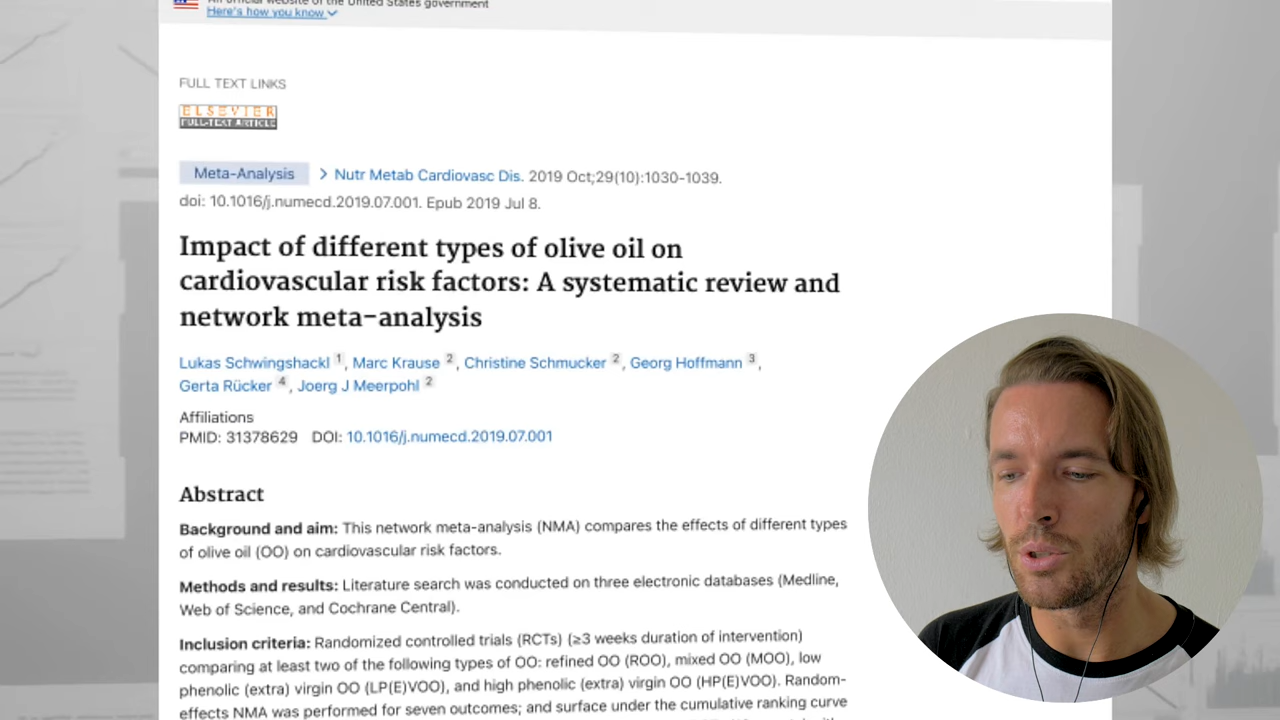 An official website of the United States government
Here's how you know
FULL TEXT LINKS
ELSEVIER
FULL-TEXT ARTICLE
Meta-Analysis > Nutr Metab Cardiovasc Dis. 2019 Oct;29(10):1030-1039.
doi: 10.1016/j.numecd.2019.07.001. Epub 2019 Jul 8.
Impact of different types of olive oil on
cardiovascular risk factors: A systematic review and
network meta-analysis
Lukas Schwingshackl 1, Marc Krause 2, Christine Schmucker 2, Georg Hoffmann 3,
Gerta Rücker 4, Joerg J Meerpohl 2
Affiliations
PMID: 31378629 DOI: 10.1016/j.numecd.2019.07.001
Abstract
Background and aim: This network meta-analysis (NMA) compares the effects of different types
of olive oil (OO) on cardiovascular risk factors.
Methods and results: Literature search was conducted on three electronic databases (Medline,
Web of Science, and Cochrane Central).
Inclusion criteria: Randomized controlled trials (RCTs) (≥3 weeks duration of intervention)
comparing at least two of the following types of OO: refined OO (ROO), mixed OO (MOO), low
phenolic (extra) virgin OO (LP(E)VOO), and high phenolic (extra) virgin OO (HP(E)VOO). Random-
effects NMA was performed for seven outcomes; and surface under the cumulative ranking curve